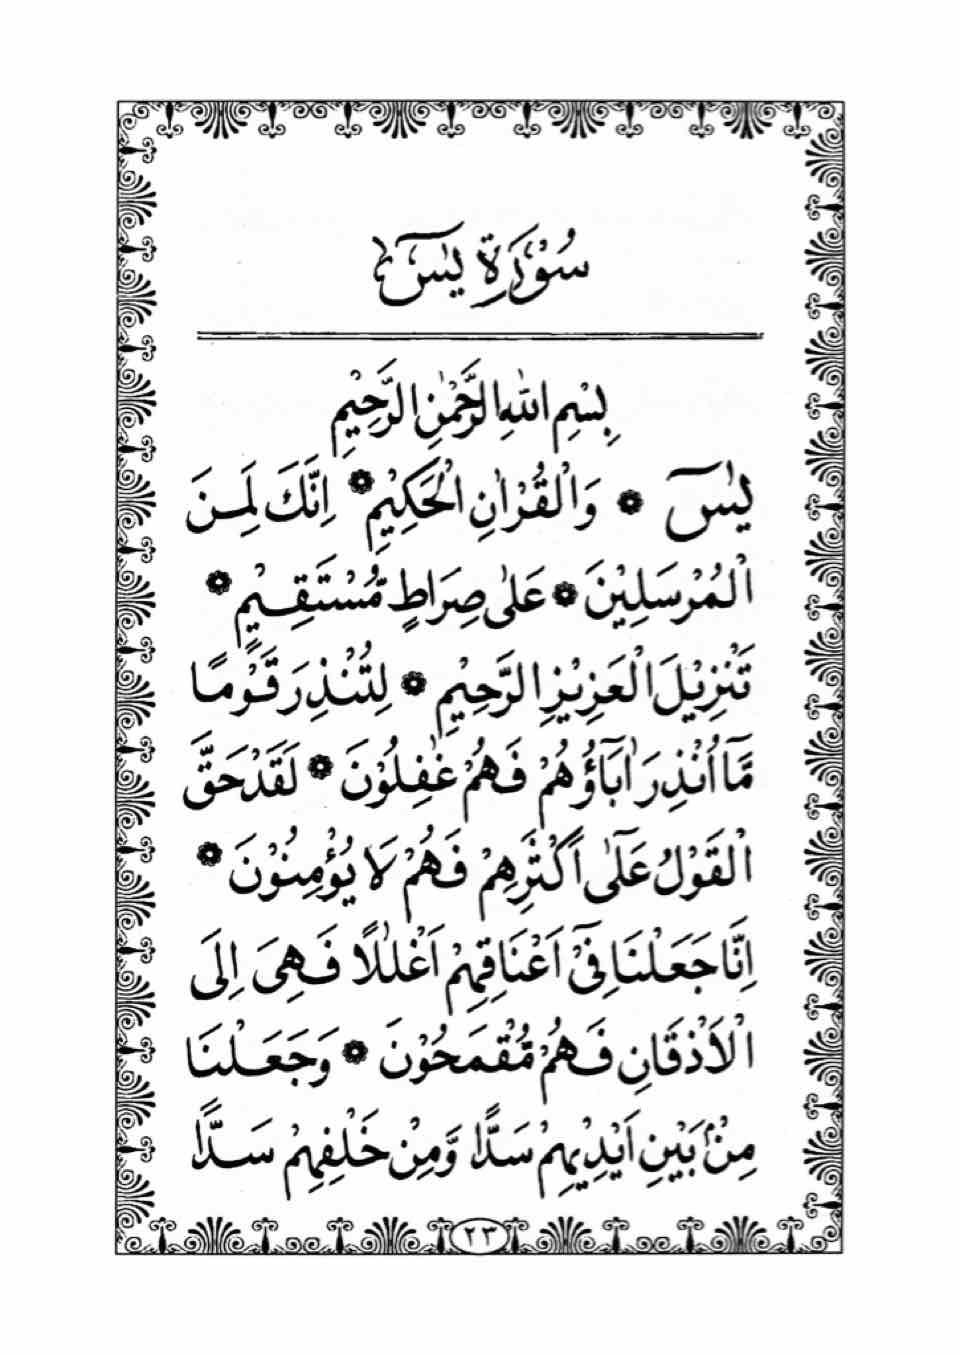 سُوْرَةِ يٰسٓ
بِسْمِ اللّٰهِ الرَّحْمٰنِ الرَّحِيْمِ
يٰسٓ ۞ وَالْقُرْاٰنِ الْحَكِيْمِ ۞ اِنَّكَ لَمِنَ
الْمُرْسَلِيْنَ ۞ عَلٰى صِرَاطٍ مُّسْتَقِيْمٍ ۞
تَنْزِيْلَ الْعَزِيْزِ الرَّحِيْمِ ۞ لِتُنْذِرَ قَوْمًا
مَّآ اُنْذِرَ اٰبَآؤُهُمْ فَهُمْ غٰفِلُوْنَ ۞ لَقَدْ حَقَّ
الْقَوْلُ عَلٰٓى اَكْثَرِهِمْ فَهُمْ لَا يُؤْمِنُوْنَ ۞
اِنَّا جَعَلْنَا فِيْٓ اَعْنَاقِهِمْ اَغْلٰلًا فَهِىَ اِلَى
الْاَذْقَانِ فَهُمْ مُّقْمَحُوْنَ ۞ وَجَعَلْنَا
مِنْۢ بَيْنِ اَيْدِيْهِمْ سَدًّا وَّمِنْ خَلْفِهِمْ سَدًّا
٢٣